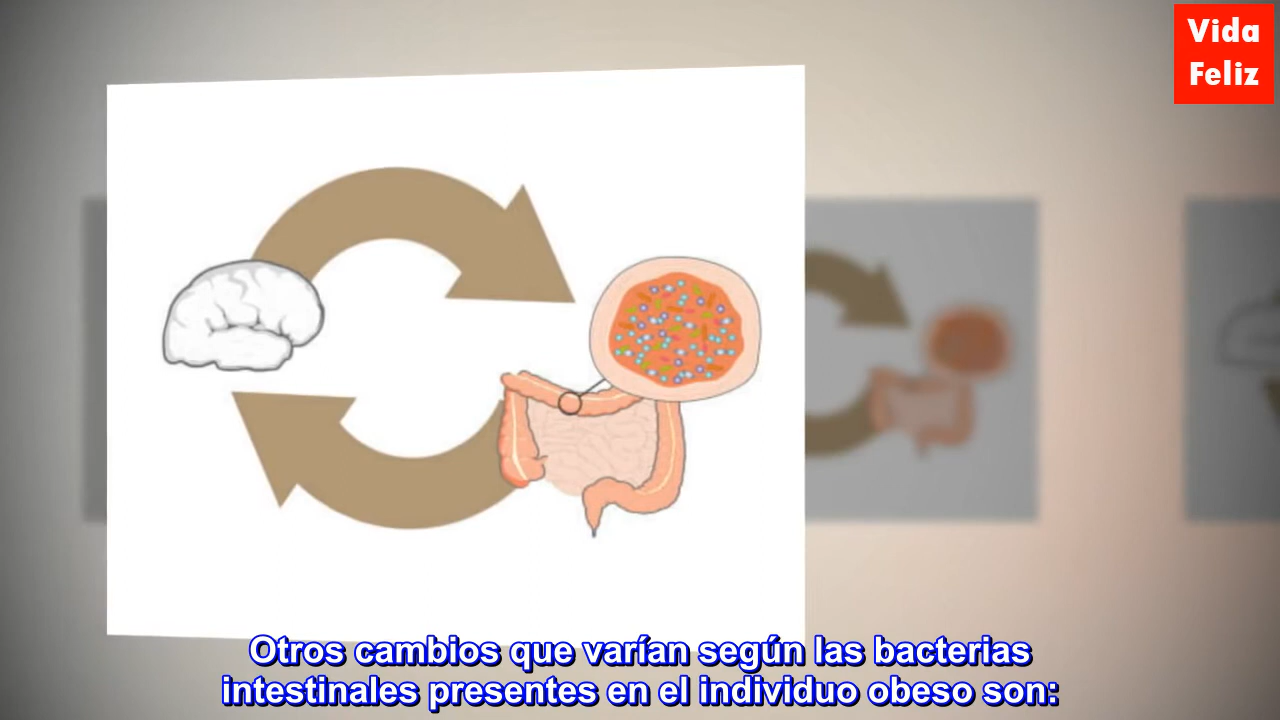 Vida
Feliz
Otros cambios que varían según las bacterias
intestinales presentes en el individuo obeso son: